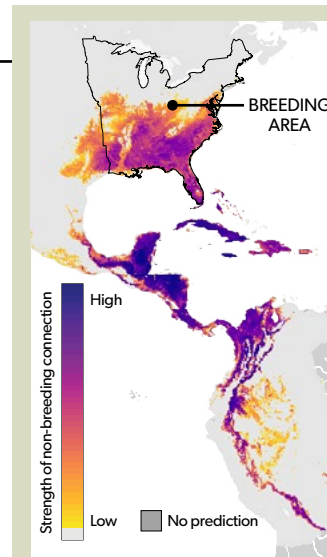 BREEDING
AREA
Strength of non-breeding connection
High
Low
No prediction